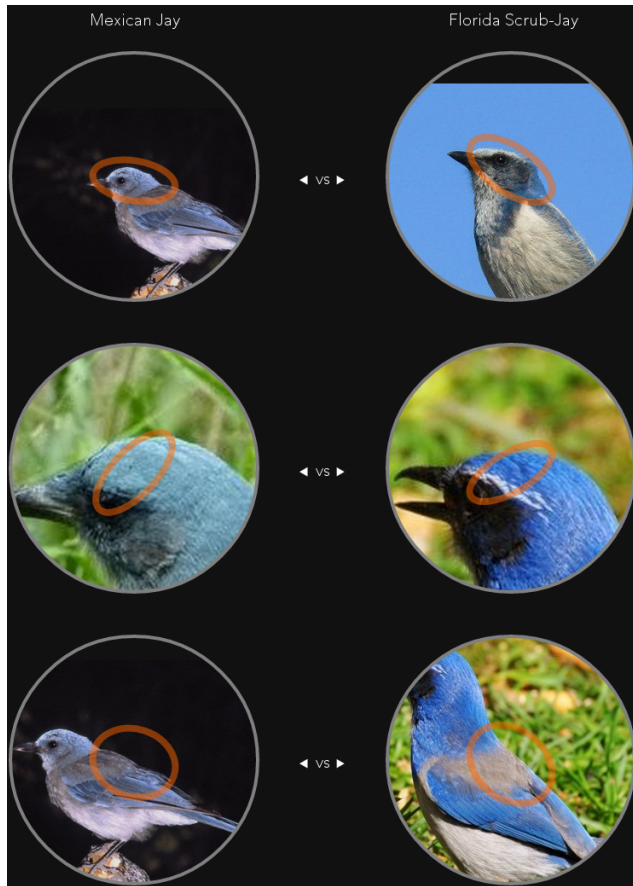 Mexican Jay
Florida Scrub-Jay
◄ vs ►
◄ vs ►
◄ vs ►